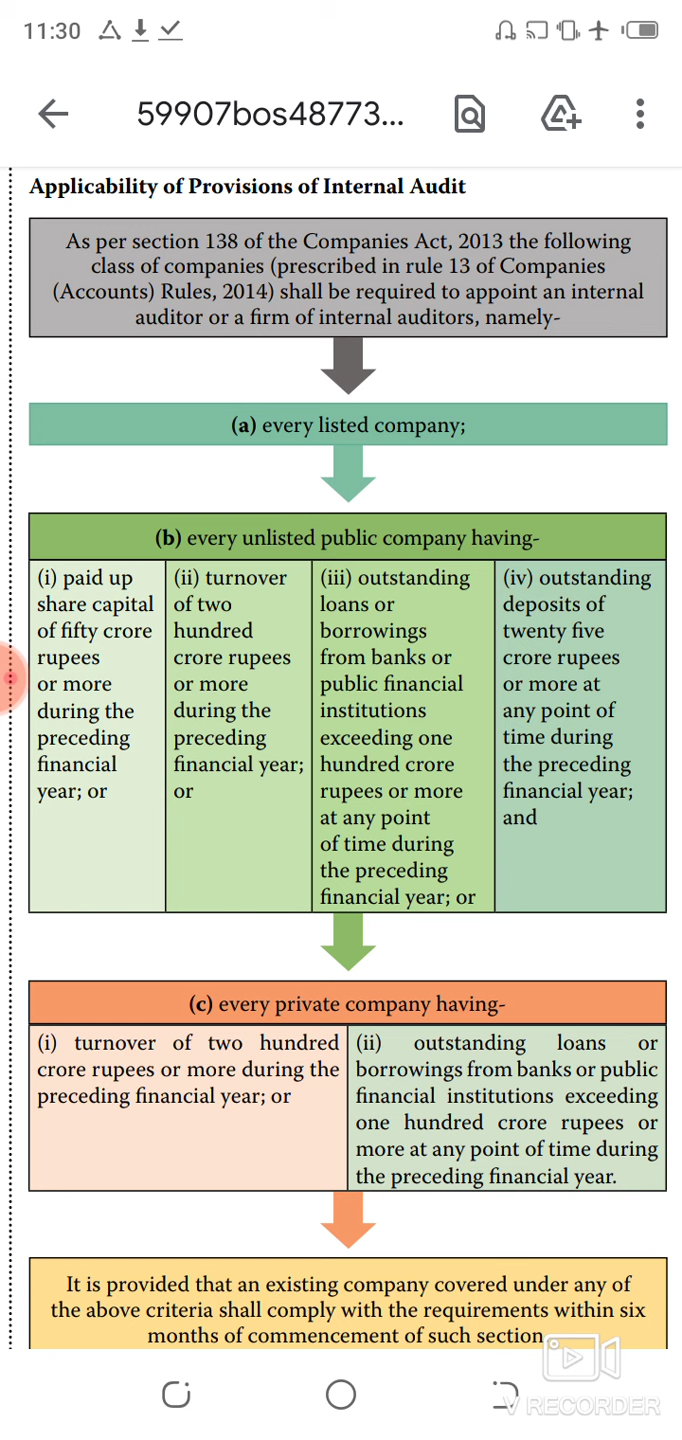 11:30
59907bos48773...
Applicability of Provisions of Internal Audit
As per section 138 of the Companies Act, 2013 the following
class of companies (prescribed in rule 13 of Companies
(Accounts) Rules, 2014) shall be required to appoint an internal
auditor or a firm of internal auditors, namely-
(a) every listed company;
(b) every unlisted public company having-
(i) paid up
share capital
of fifty crore
rupees
or more
during the
preceding
financial
year; or
(ii) turnover
of two
hundred
crore rupees
or more
during the
preceding
financial year;
or
(iii) outstanding
loans or
borrowings
from banks or
public financial
institutions
exceeding one
hundred crore
rupees or more
at any point
of time during
the preceding
financial year; or
(iv) outstanding
deposits of
twenty five
crore rupees
or more at
any point of
time during
the preceding
financial year;
and
(c) every private company having-
(i) turnover of two hundred
crore rupees or more during the
preceding financial year; or
(ii) outstanding loans or
borrowings from banks or public
financial institutions exceeding
one hundred crore rupees or
more at any point of time during
the preceding financial year.
It is provided that an existing company covered under any of
the above criteria shall comply with the requirements within six
months of commencement of such section
V RECORDER